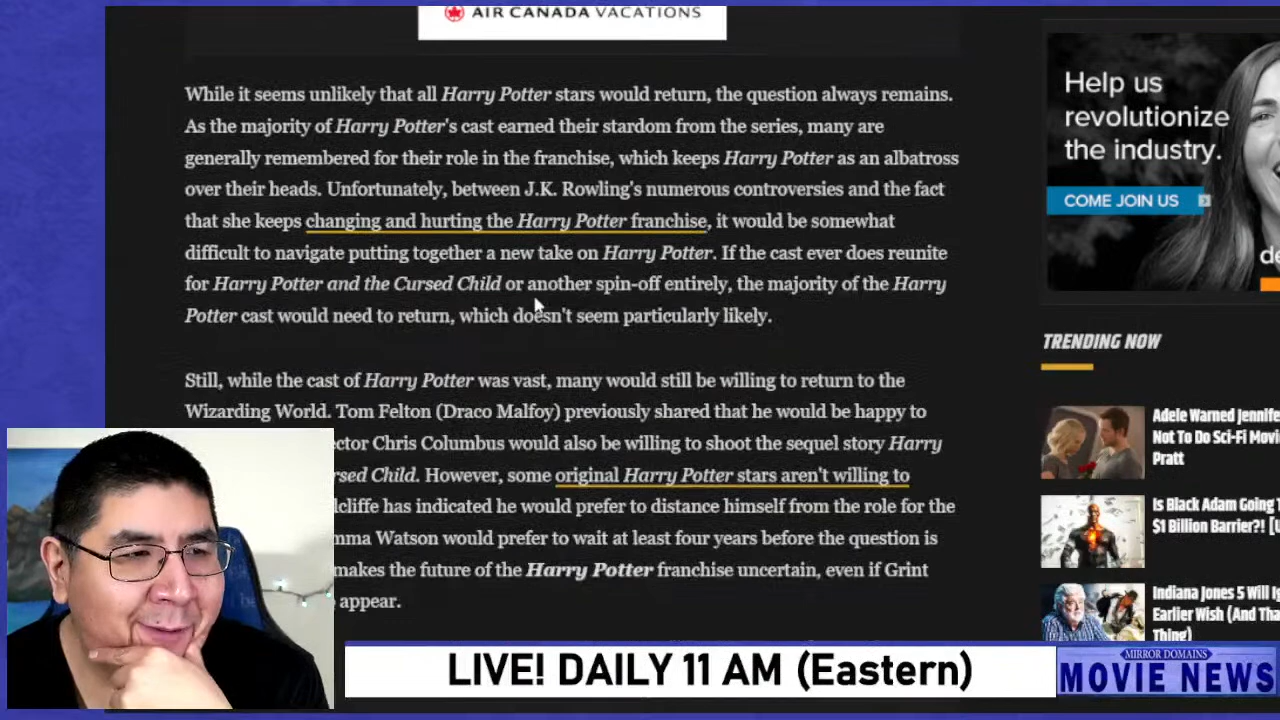 AIR CANADA VACATIONS
While it seems unlikely that all Harry Potter stars would return, the question always remains.
As the majority of Harry Potter's cast earned their stardom from the series, many are
generally remembered for their role in the franchise, which keeps Harry Potter as an albatross
over their heads. Unfortunately, between J.K. Rowling's numerous controversies and the fact
that she keeps changing and hurting the Harry Potter franchise, it would be somewhat
difficult to navigate putting together a new take on Harry Potter. If the cast ever does reunite
for Harry Potter and the Cursed Child or another spin-off entirely, the majority of the Harry
Potter cast would need to return, which doesn't seem particularly likely.
Still, while the cast of Harry Potter was vast, many would still be willing to return to the
Wizarding World. Tom Felton (Draco Malfoy) previously shared that he would be happy to
Chris Columbus would also be willing to shoot the sequel story Harry
Child. However, some original Harry Potter stars aren't willing to
has indicated he would prefer to distance himself from the role for the
Watson would prefer to wait at least four years before the question is
makes the future of the Harry Potter franchise uncertain, even if Grint
appear.
Help us
revolutionize
the industry.
COME JOIN US
TRENDING NOW
Adele Warned
Not To Do Sci-Fi
Pratt
Is Black Adam Going
$1 Billion Barrier?!
Indiana Jones 5 Will
Earlier Wish (And
Thing)
LIVE! DAILY 11 AM (Eastern)
MIRROR DOMAINS
MOVIE NEWS